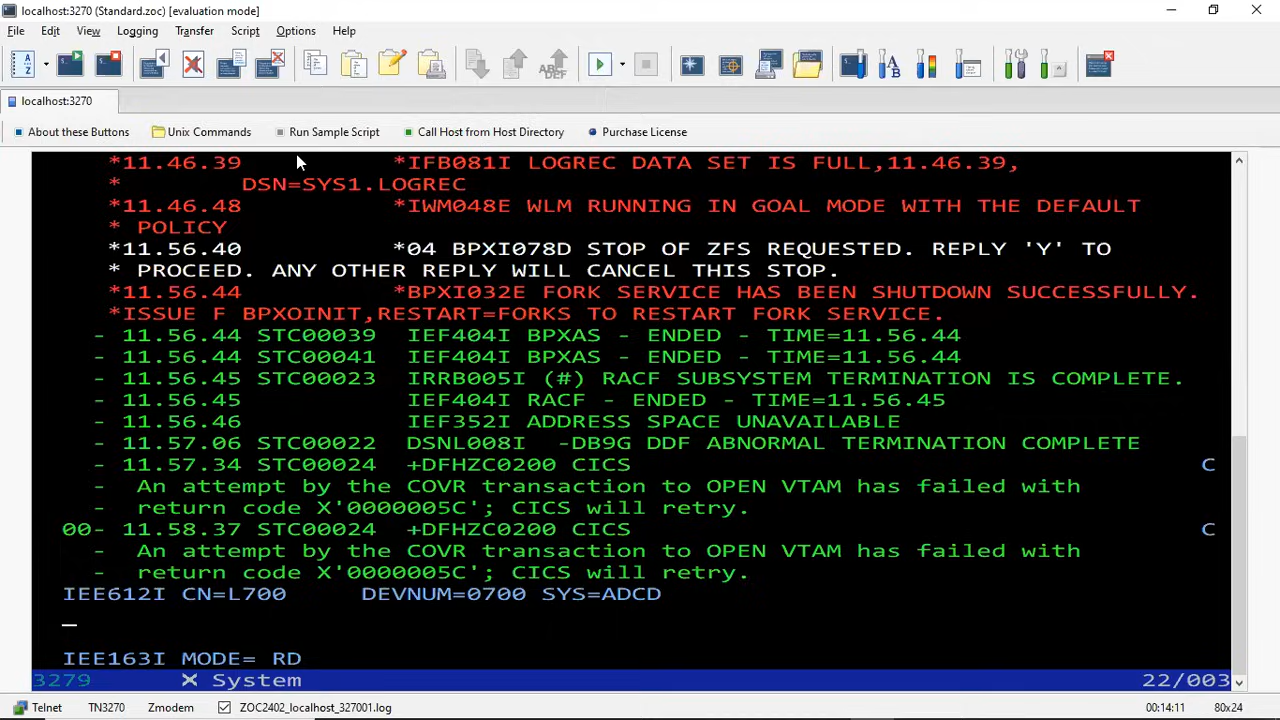 localhost:3270 (Standard.zoc) [evaluation mode]
File Edit View Logging Transfer Script Options Help
localhost:3270
About these Buttons Unix Commands Run Sample Script Call Host from Host Directory Purchase License
*11.46.39 *IFB081I LOGREC DATA SET IS FULL,11.46.39,
* DSN=SYS1.LOGREC
*11.46.48 *IWM048E WLM RUNNING IN GOAL MODE WITH THE DEFAULT
* POLICY
*11.56.40 *04 BPXI078D STOP OF ZFS REQUESTED. REPLY 'Y' TO
* PROCEED. ANY OTHER REPLY WILL CANCEL THIS STOP.
*11.56.44 *BPXI032E FORK SERVICE HAS BEEN SHUTDOWN SUCCESSFULLY.
*ISSUE F BPXOINIT,RESTART=FORKS TO RESTART FORK SERVICE.
- 11.56.44 STC00039 IEF404I BPXAS - ENDED - TIME=11.56.44
- 11.56.44 STC00041 IEF404I BPXAS - ENDED - TIME=11.56.44
- 11.56.45 STC00023 IRRB005I (#) RACF SUBSYSTEM TERMINATION IS COMPLETE.
- 11.56.45 IEF404I RACF - ENDED - TIME=11.56.45
- 11.56.46 IEF352I ADDRESS SPACE UNAVAILABLE
- 11.57.06 STC00022 DSNL008I -DB9G DDF ABNORMAL TERMINATION COMPLETE
- 11.57.34 STC00024 +DFHZC0200 CICS C
- An attempt by the COVR transaction to OPEN VTAM has failed with
- return code X'0000005C'; CICS will retry.
00- 11.58.37 STC00024 +DFHZC0200 CICS C
- An attempt by the COVR transaction to OPEN VTAM has failed with
- return code X'0000005C'; CICS will retry.
IEE612I CN=L700 DEVNUM=0700 SYS=ADCD
IEE163I MODE= RD
3279 X System 22/003
Telnet TN3270 Zmodem ZOC2402_localhost_327001.log 00:14:11 80x24